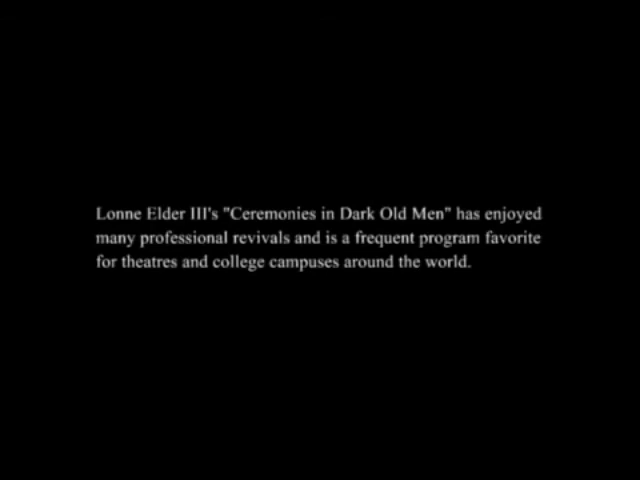 Lonne Elder III's "Ceremonies in Dark Old Men" has enjoyed
many professional revivals and is a frequent program favorite
for theatres and college campuses around the world.